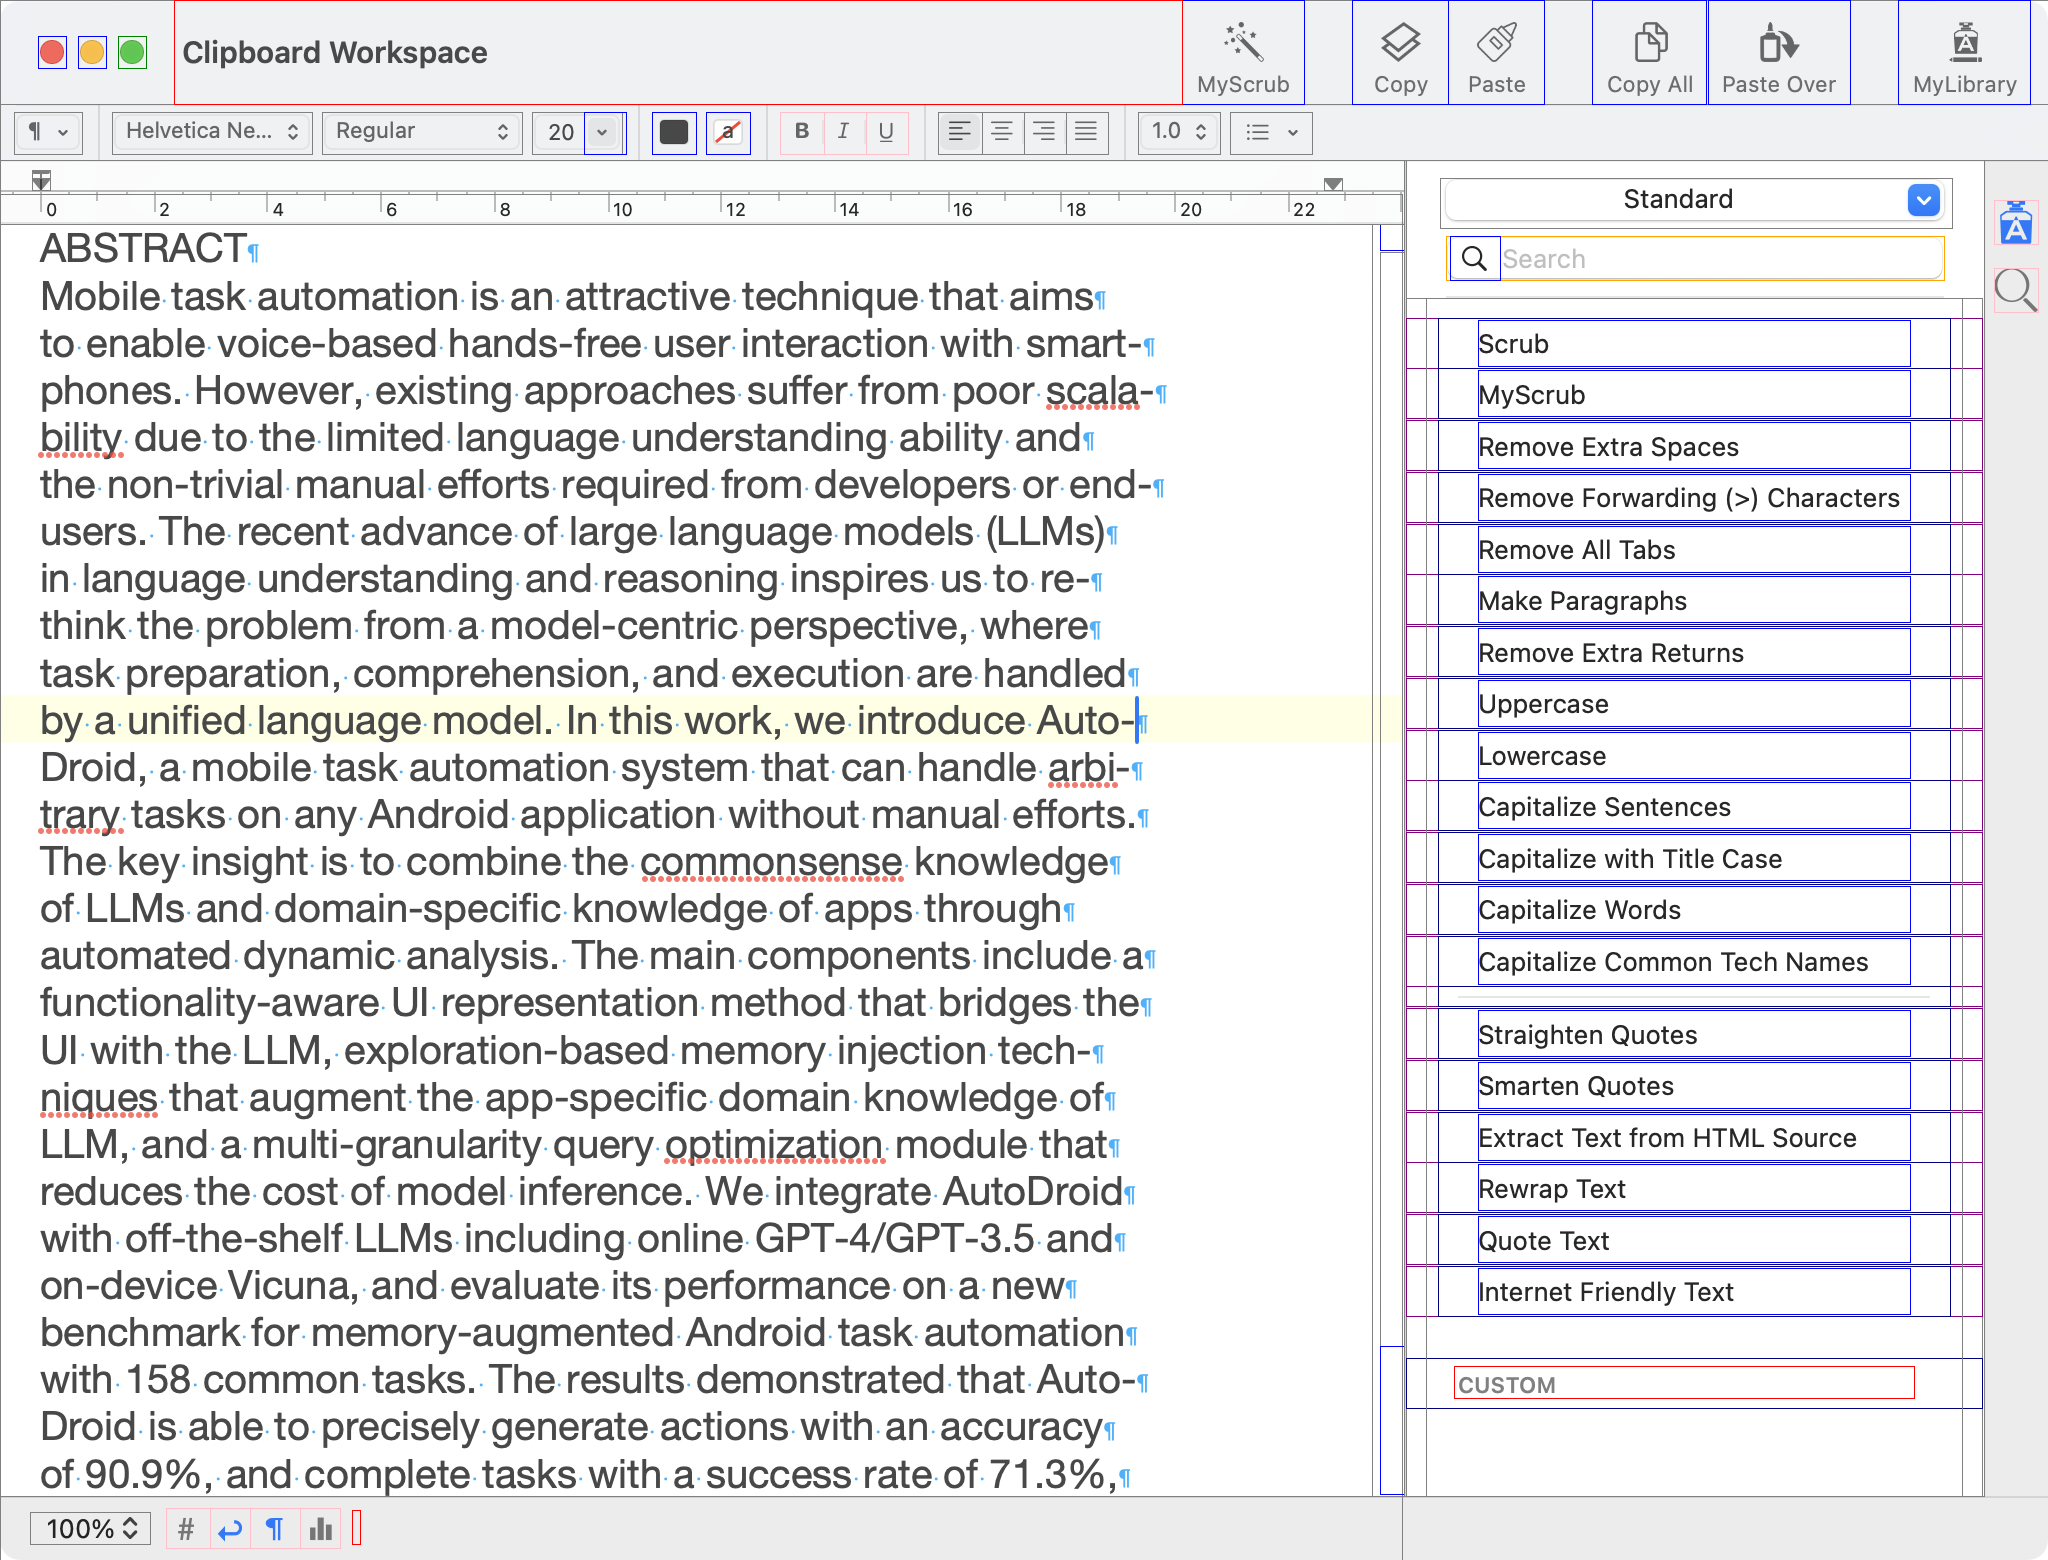 Clipboard Workspace
MyScrub
Copy
Paste
Copy All
Paste Over
MyLibrary
¶
Helvetica Ne...
Regular
20
a
B
I
U
1.0
0 2 4 6 8 10 12 14 16 18 20 22
ABSTRACT¶
Mobile·task·automation·is·an·attractive·technique·that·aims¶
to·enable·voice-based·hands-free·user·interaction·with·smart-¶
phones.·However,·existing·approaches·suffer·from·poor·scala-¶
bility·due·to·the·limited·language·understanding·ability·and¶
the·non-trivial·manual·efforts·required·from·developers·or·end-¶
users.·The·recent·advance·of·large·language·models·(LLMs)¶
in·language·understanding·and·reasoning·inspires·us·to·re-¶
think·the·problem·from·a·model-centric·perspective,·where¶
task·preparation,·comprehension,·and·execution·are·handled¶
by·a·unified·language·model.·In·this·work,·we·introduce·Auto-¶
Droid,·a·mobile·task·automation·system·that·can·handle·arbi-¶
trary·tasks·on·any·Android·application·without·manual·efforts.¶
The·key·insight·is·to·combine·the·commonsense·knowledge¶
of·LLMs·and·domain-specific·knowledge·of·apps·through¶
automated·dynamic·analysis.·The·main·components·include·a¶
functionality-aware·UI·representation·method·that·bridges·the¶
UI·with·the·LLM,·exploration-based·memory·injection·tech-¶
niques·that·augment·the·app-specific·domain·knowledge·of¶
LLM,·and·a·multi-granularity·query·optimization·module·that¶
reduces·the·cost·of·model·inference.·We·integrate·AutoDroid¶
with·off-the-shelf·LLMs·including·online·GPT-4/GPT-3.5·and¶
on-device·Vicuna,·and·evaluate·its·performance·on·a·new¶
benchmark·for·memory-augmented·Android·task·automation¶
with·158·common·tasks.·The·results·demonstrated·that·Auto-¶
Droid·is·able·to·precisely·generate·actions·with·an·accuracy¶
of·90.9%,·and·complete·tasks·with·a·success·rate·of·71.3%,¶
Standard
Search
Scrub
MyScrub
Remove Extra Spaces
Remove Forwarding (>) Characters
Remove All Tabs
Make Paragraphs
Remove Extra Returns
Uppercase
Lowercase
Capitalize Sentences
Capitalize with Title Case
Capitalize Words
Capitalize Common Tech Names
Straighten Quotes
Smarten Quotes
Extract Text from HTML Source
Rewrap Text
Quote Text
Internet Friendly Text
CUSTOM
A
100%
#
¶